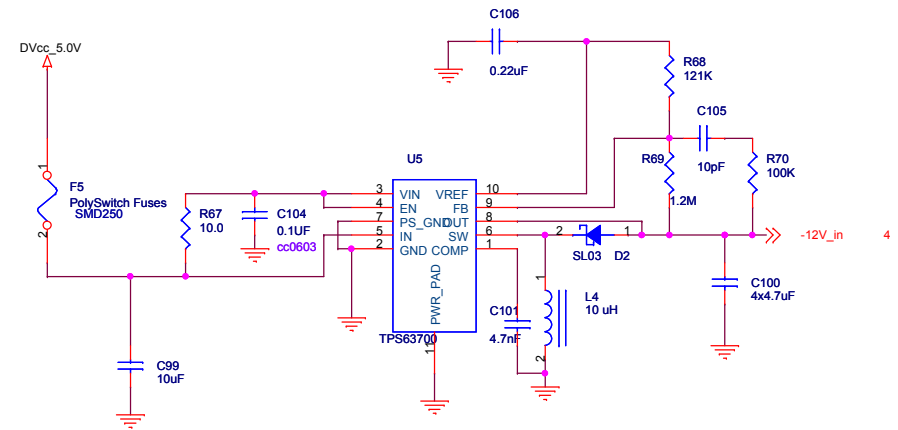 C106
0.22uF
DVcc_5.0V
R68
121K
C105
10pF
R69
1.2M
R70
100K
U5
1
F5
PolySwitch Fuses
SMD250
2
R67
10.0
C104
0.1UF
cc0603
3 VIN VREF 10
4 EN FB 9
7 PS_GND OUT 8
5 IN SW 6
2 GND COMP 1
PWR_PAD
TPS63700
11
2 1
SL03 D2
-12V_in 4
C100
4x4.7uF
1
L4
10 uH
2
C101
4.7nF
C99
10uF